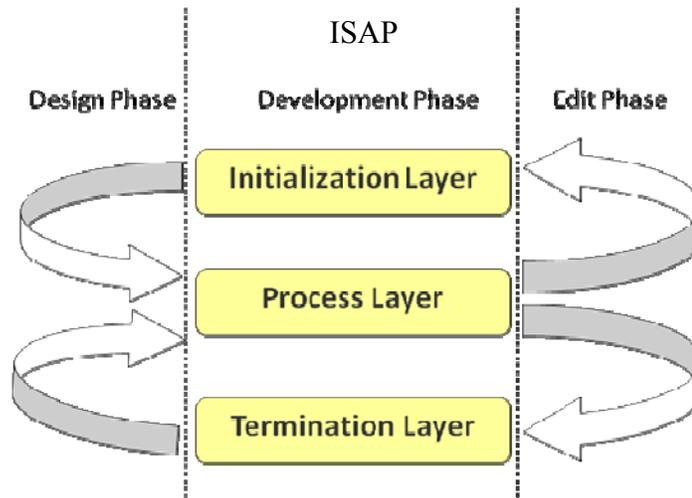 ISAP
Design Phase Development Phase Edit Phase
Initialization Layer
Process Layer
Termination Layer